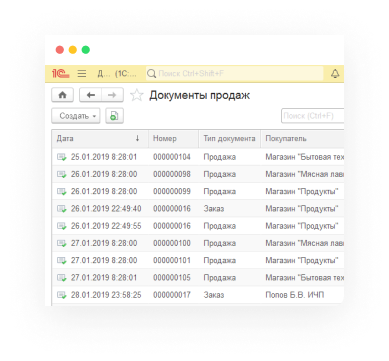 1С Д... (1С:... Поиск Ctrl+Shift+F
Документы продаж
Создать Поиск (Ctrl+F)
Дата ↓ Номер Тип документа Покупатель
25.01.2019 8:28:01 000000104 Продажа Магазин "Бытовая тех
26.01.2019 8:28:00 000000098 Продажа Магазин "Мясная лав
26.01.2019 8:28:00 000000099 Продажа Магазин "Продукты"
26.01.2019 22:49:40 000000016 Заказ Магазин "Продукты"
26.01.2019 22:49:55 000000016 Продажа Магазин "Продукты"
27.01.2019 8:28:00 000000100 Продажа Магазин "Мясная лав
27.01.2019 8:28:00 000000101 Продажа Магазин "Продукты"
27.01.2019 8:28:01 000000105 Продажа Магазин "Бытовая тех
28.01.2019 23:58:25 000000017 Заказ Попов Б.В. ИЧП